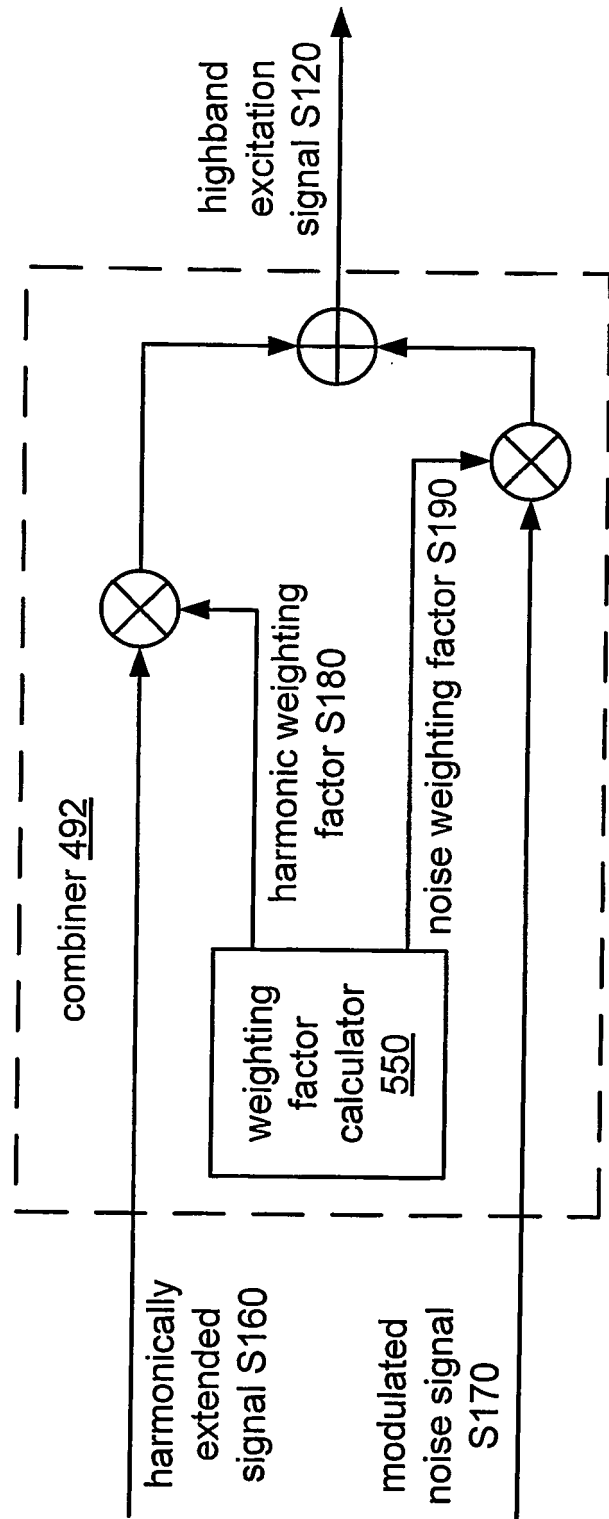 combiner 492
harmonically
extended
signal S160
modulated
noise signal
S170
weighting
factor
calculator
550
harmonic weighting
factor S180
noise weighting factor S190
highband
excitation
signal S120